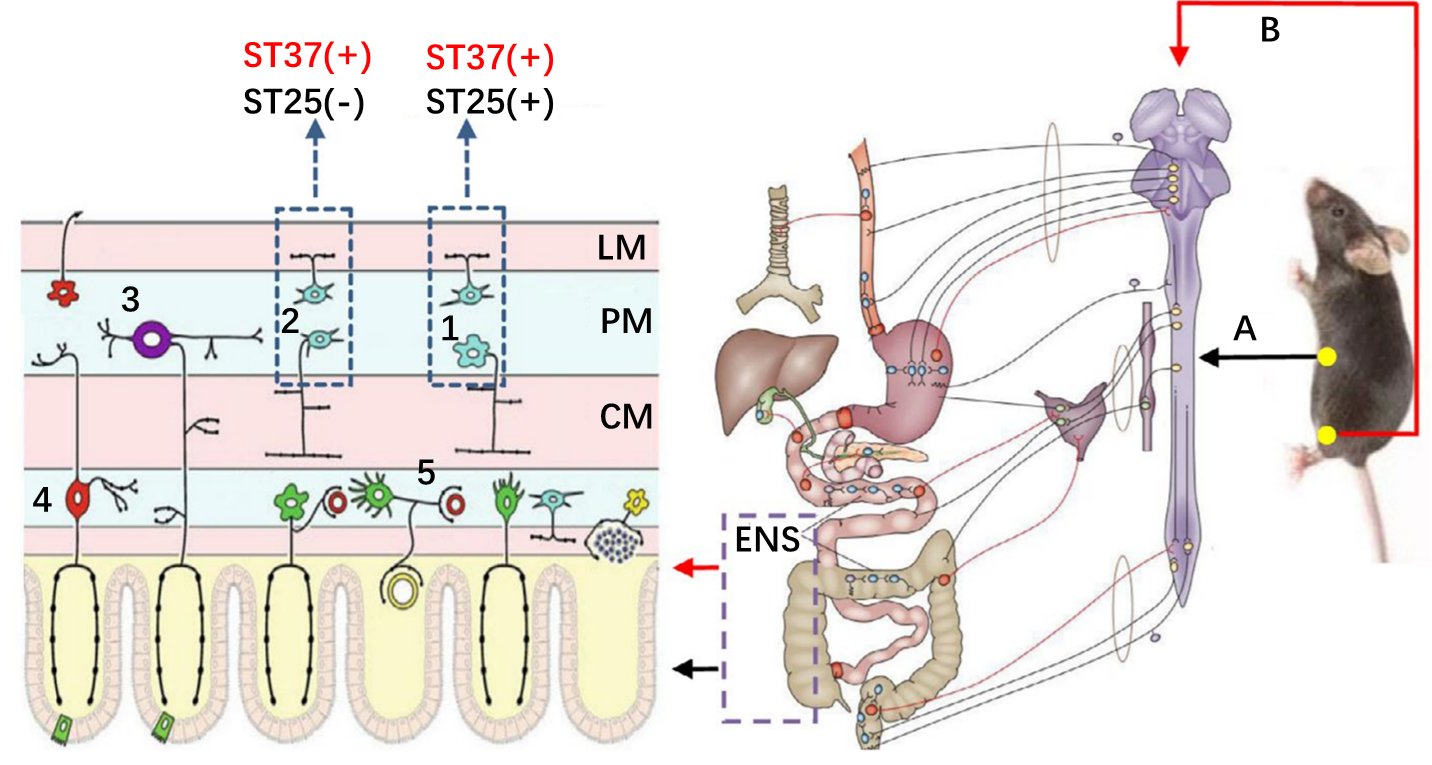 ST37(+) ST37(+)
ST25(-) ST25(+)
B
LM
3
2
1
PM
A
CM
5
4
ENS